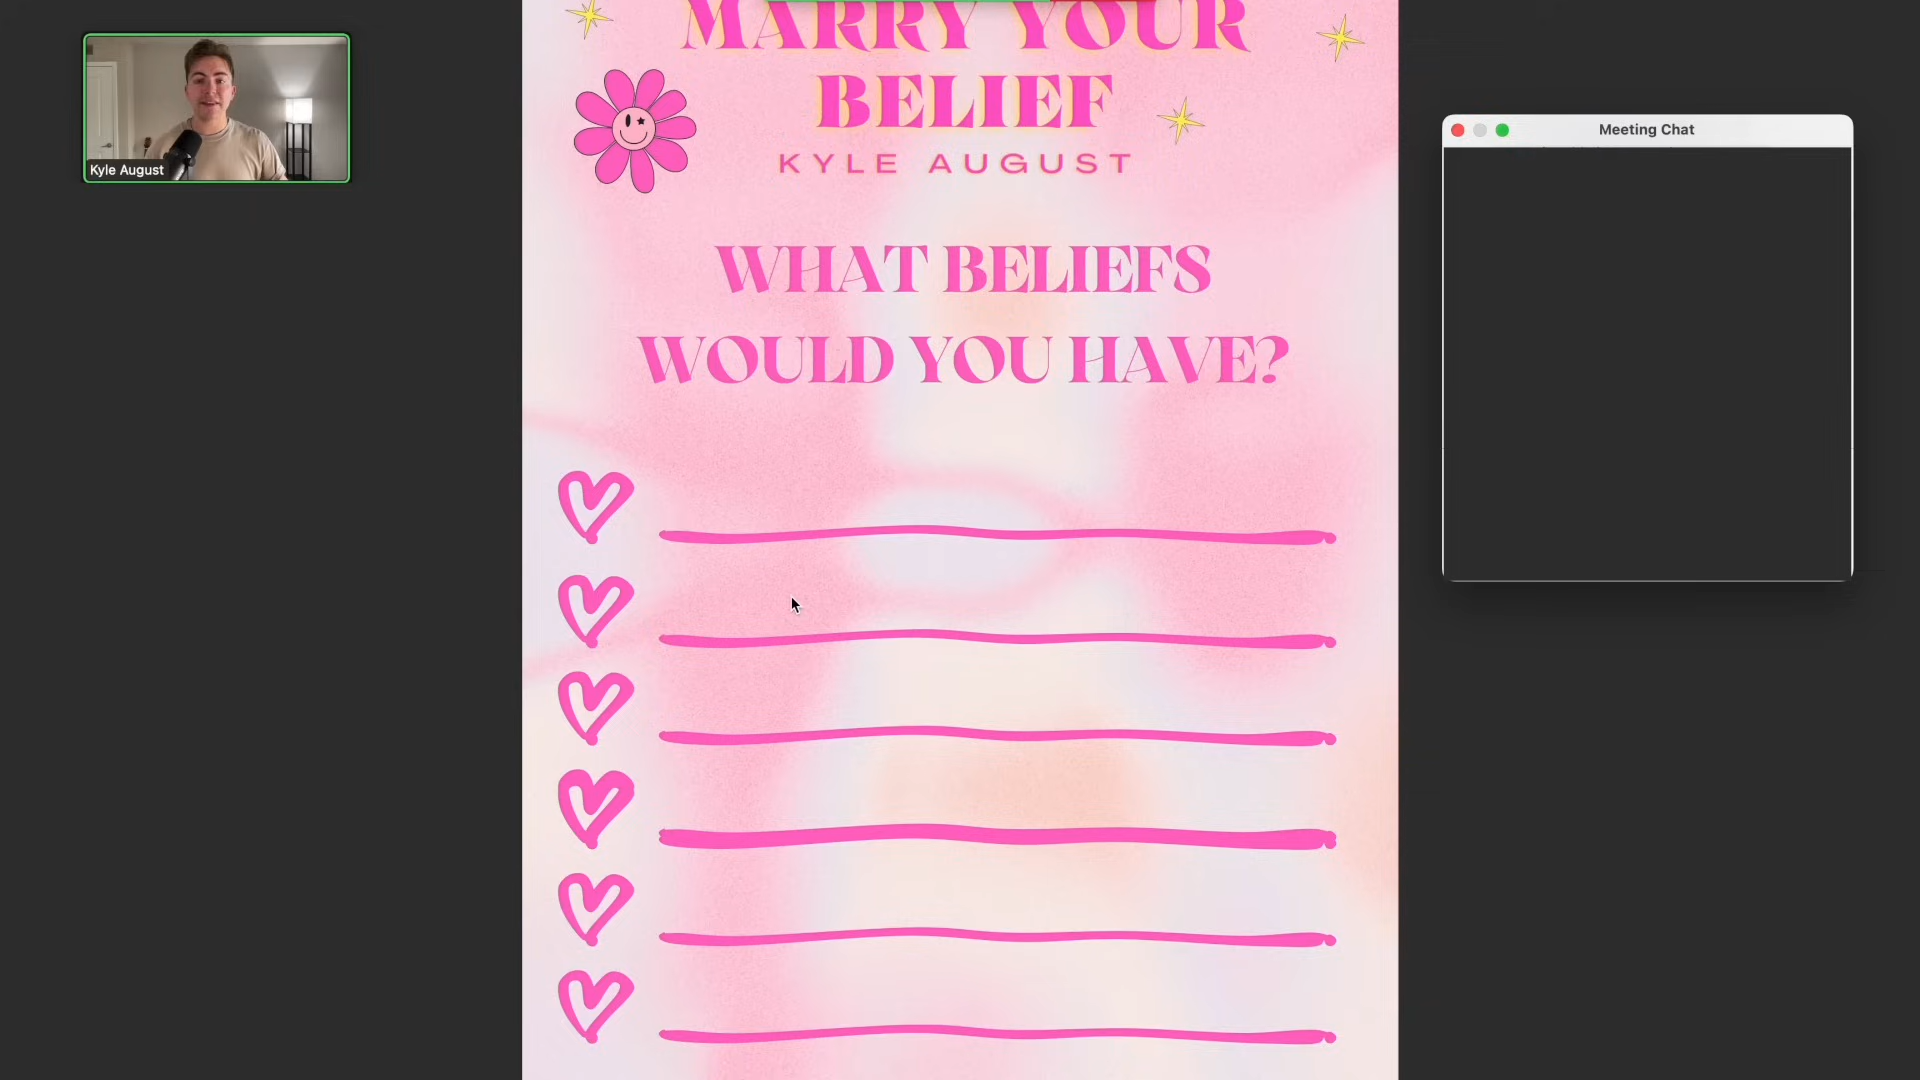 MARRY YOUR
BELIEF
KYLE AUGUST
WHAT BELIEFS
WOULD YOU HAVE?
Kyle August
Meeting Chat